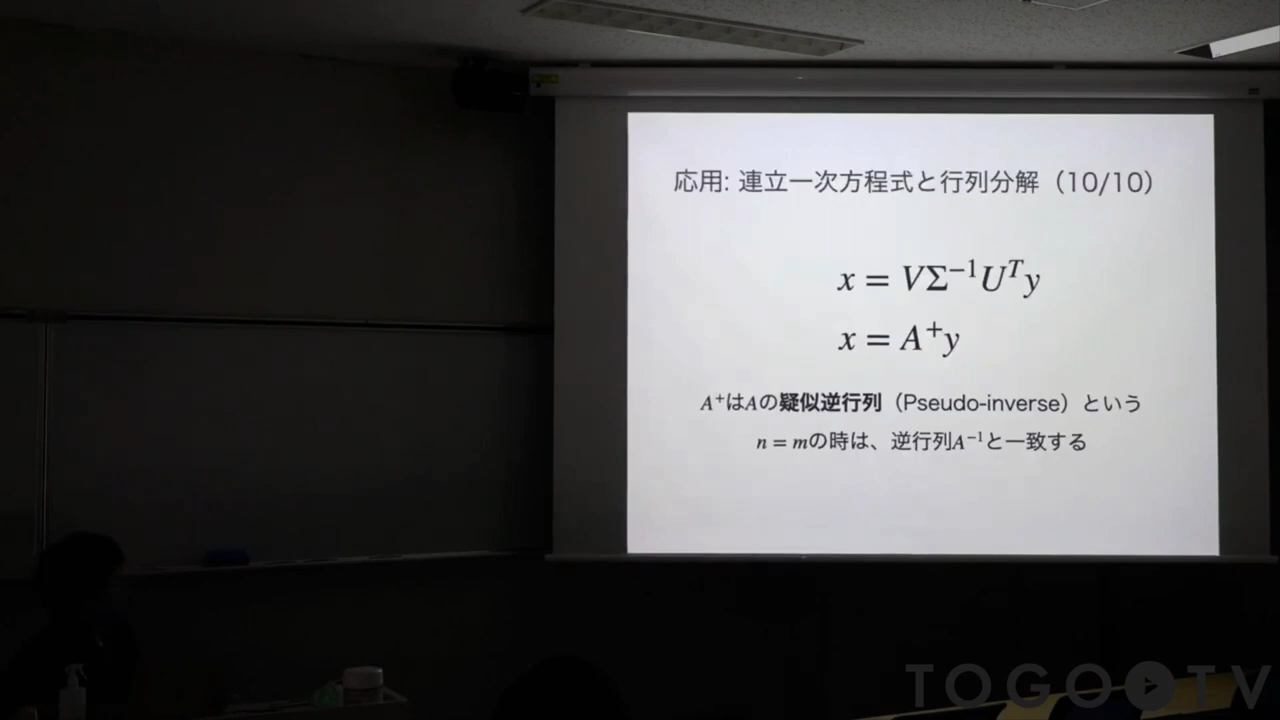 応用: 連立一次方程式と行列分解（10/10）
x = VΣ⁻¹Uᵀy
x = A⁺y
A⁺はAの疑似逆行列（Pseudo-inverse）という
n = mの時は、逆行列A⁻¹と一致する
TOGO TV